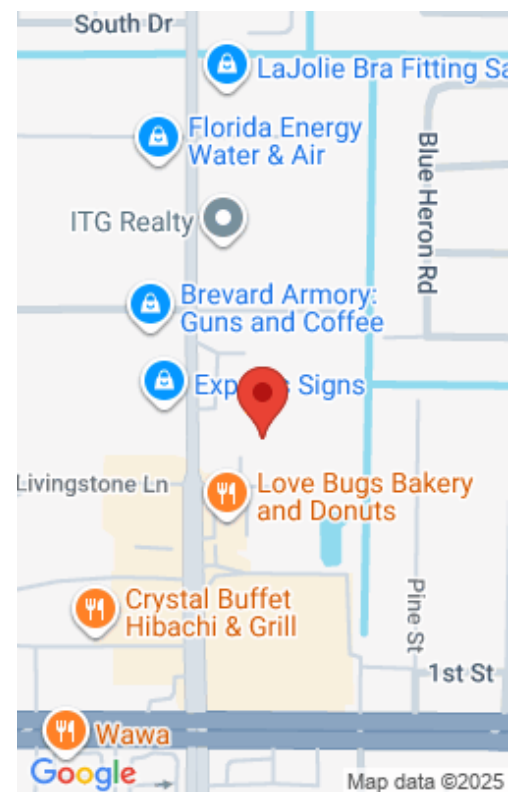 South Dr
LaJolie Bra Fitting Sa
Florida Energy
Water & Air
Blue Heron Rd
ITG Realty
Brevard Armory:
Guns and Coffee
Exp s Signs
Livingstone Ln
Love Bugs Bakery
and Donuts
Crystal Buffet
Hibachi & Grill
Pine St
1st St
Wawa
Google
Map data ©2025